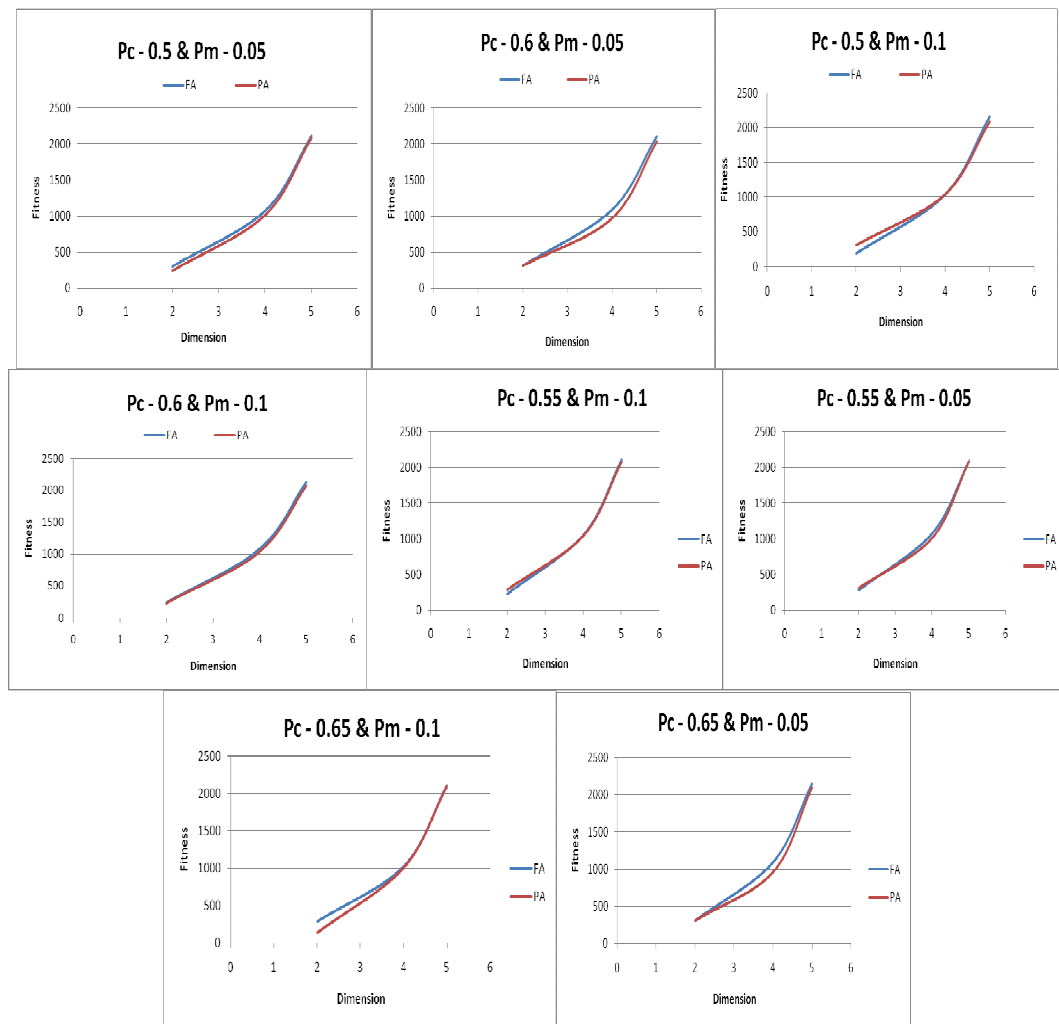 Pc - 0.5 & Pm - 0.05
FA PA
2500
2000
1500
1000
500
0
Fitness
0 1 2 3 4 5 6
Dimension
Pc - 0.6 & Pm - 0.05
FA PA
2500
2000
1500
1000
500
0
Fitness
0 1 2 3 4 5 6
Dimension
Pc - 0.5 & Pm - 0.1
FA PA
2500
2000
1500
1000
500
0
Fitness
0 1 2 3 4 5 6
Dimension
Pc - 0.6 & Pm - 0.1
FA PA
2500
2000
1500
1000
500
0
Fitness
0 1 2 3 4 5 6
Dimension
Pc - 0.55 & Pm - 0.1
2500
2000
1500
1000
500
0
Fitness
0 1 2 3 4 5 6
Dimension
FA
PA
Pc - 0.55 & Pm - 0.05
2500
2000
1500
1000
500
0
Fitness
0 1 2 3 4 5 6
Dimension
FA
PA
Pc - 0.65 & Pm - 0.1
2500
2000
1500
1000
500
0
Fitness
0 1 2 3 4 5 6
Dimension
FA
PA
Pc - 0.65 & Pm - 0.05
2500
2000
1500
1000
500
0
Fitness
0 1 2 3 4 5 6
Dimension
FA
PA